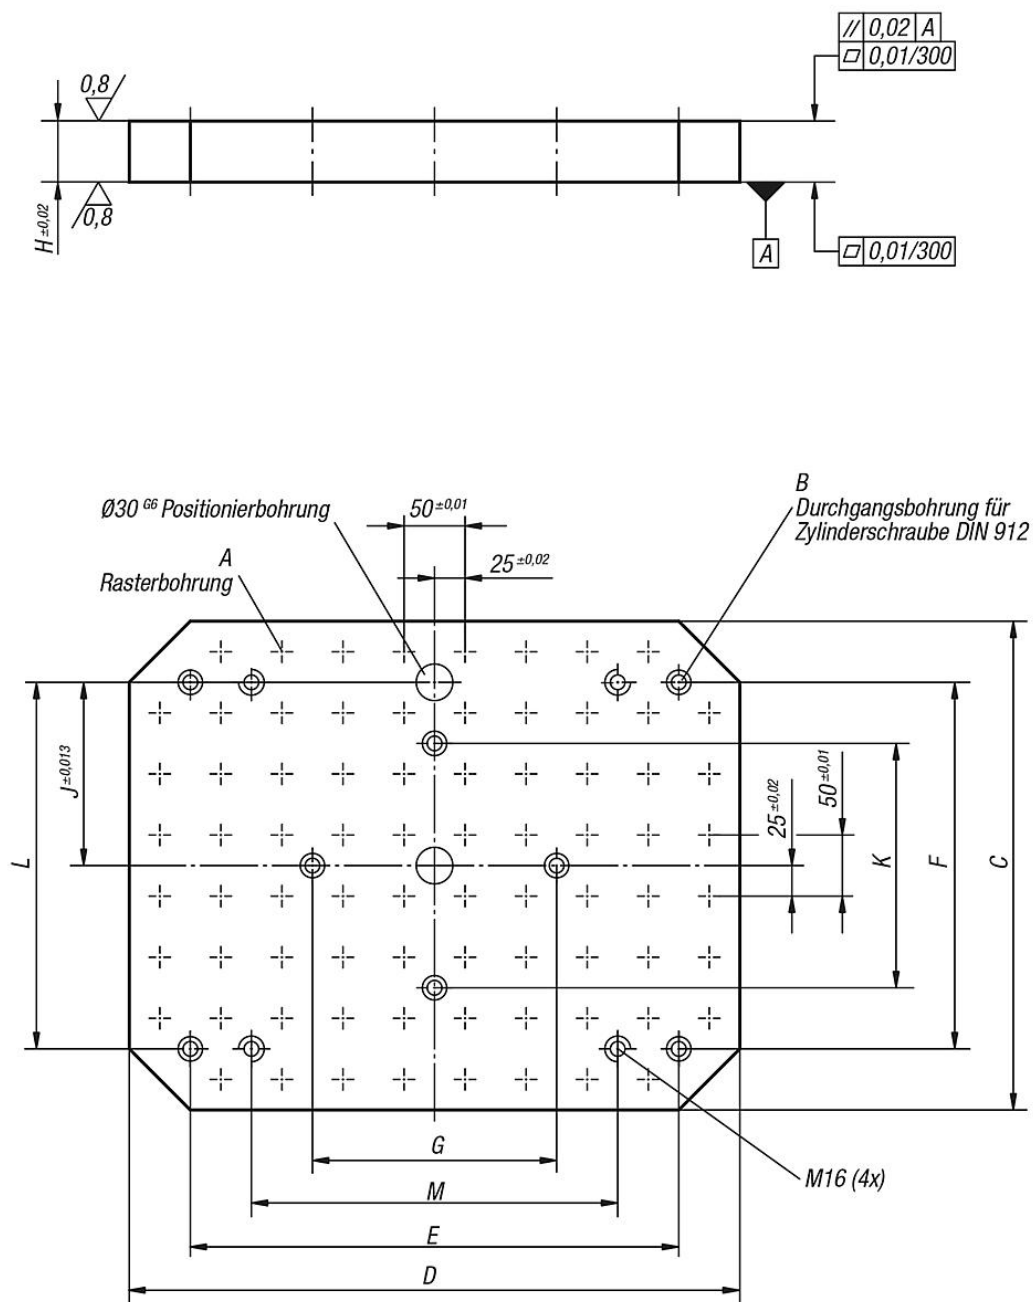 // 0,02 A
⏥ 0,01/300
0,8
0,8
H±0,02
A
⏥ 0,01/300
B
Durchgangsbohrung für
Zylinderschraube DIN 912
Ø30 G6 Positionierbohrung
50±0,01
25±0,02
A
Rasterbohrung
J±0,013
L
25±0,02
50±0,01
K
F
C
G
M
E
D
M16 (4x)